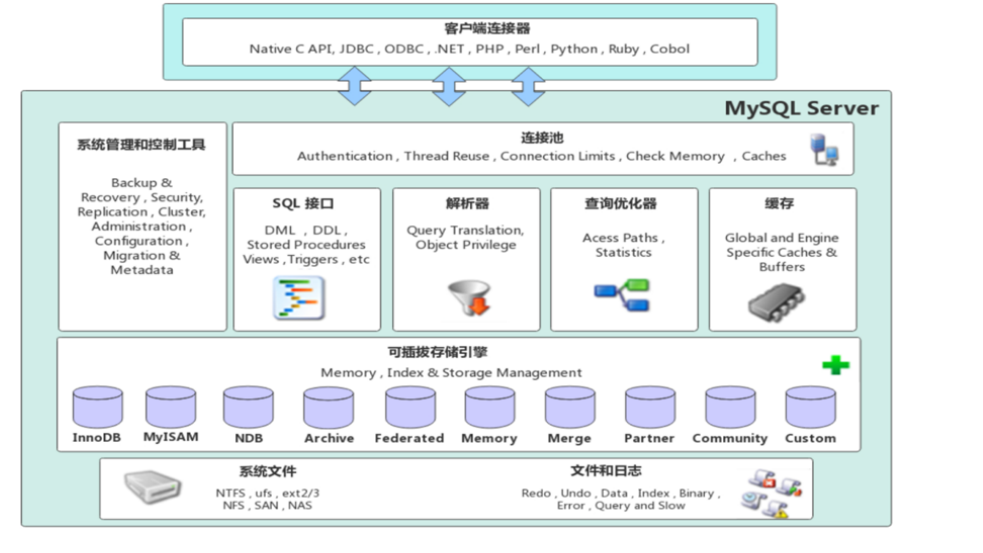 客户端连接器
Native C API, JDBC , ODBC , .NET , PHP , Perl , Python , Ruby , Cobol
MySQL Server
系统管理和控制工具
Backup &
Recovery , Security,
Replication , Cluster,
Administration ,
Configuration ,
Migration &
Metadata
连接池
Authentication , Thread Reuse , Connection Limits , Check Memory , Caches
SQL 接口
DML , DDL ,
Stored Procedures
Views ,Triggers , etc
解析器
Query Translation,
Object Privilege
查询优化器
Acess Paths ,
Statistics
缓存
Global and Engine
Specific Caches &
Buffers
可插拔存储引擎
Memory , Index & Storage Management
InnoDB MyISAM NDB Archive Federated Memory Merge Partner Community Custom
系统文件
NTFS , ufs , ext2/3
NFS , SAN , NAS
文件和日志
Redo , Undo , Data , Index , Binary ,
Error , Query and Slow